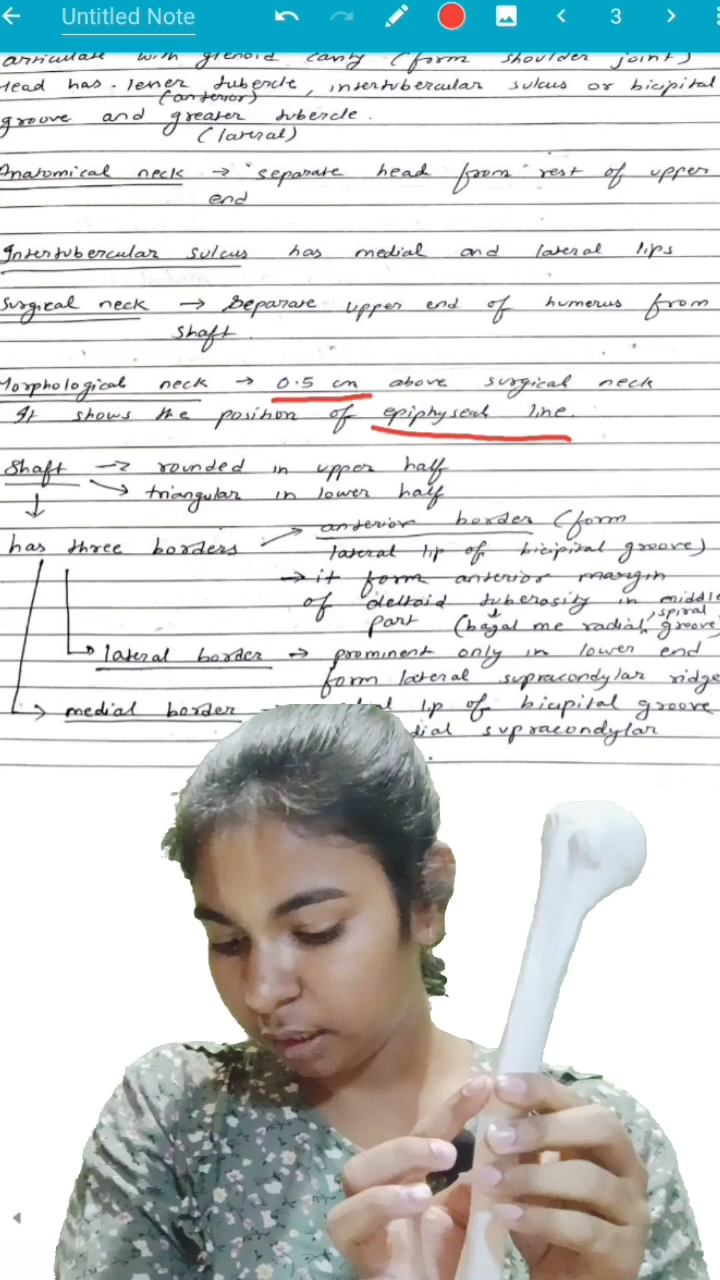 Untitled Note
3
articulate with glenoid cavity (form shoulder joint)
Head has lesser tubercle, intertubercular sulcus or bicipital
(anterior)
groove and greater tubercle.
(lateral)
Anatomical neck → separate head from rest of upper
end
Intertubercular sulcus has medial and lateral lips
Surgical neck → Separate upper end of humerus from
shaft.
Morphological neck → 0.5 cm above surgical neck
It shows the position of epiphyseal line.
Shaft → rounded in upper half
→ triangular in lower half
anterior border (form
has three borders
lateral lip of bicipital groove)
→ it form anterior margin
of deltoid tuberosity in middle
part (bagal me radial, spiral groove)
lateral border → prominent only in lower end
form lateral supracondylar ridge
medial border lip of bicipital groove
supracondylar